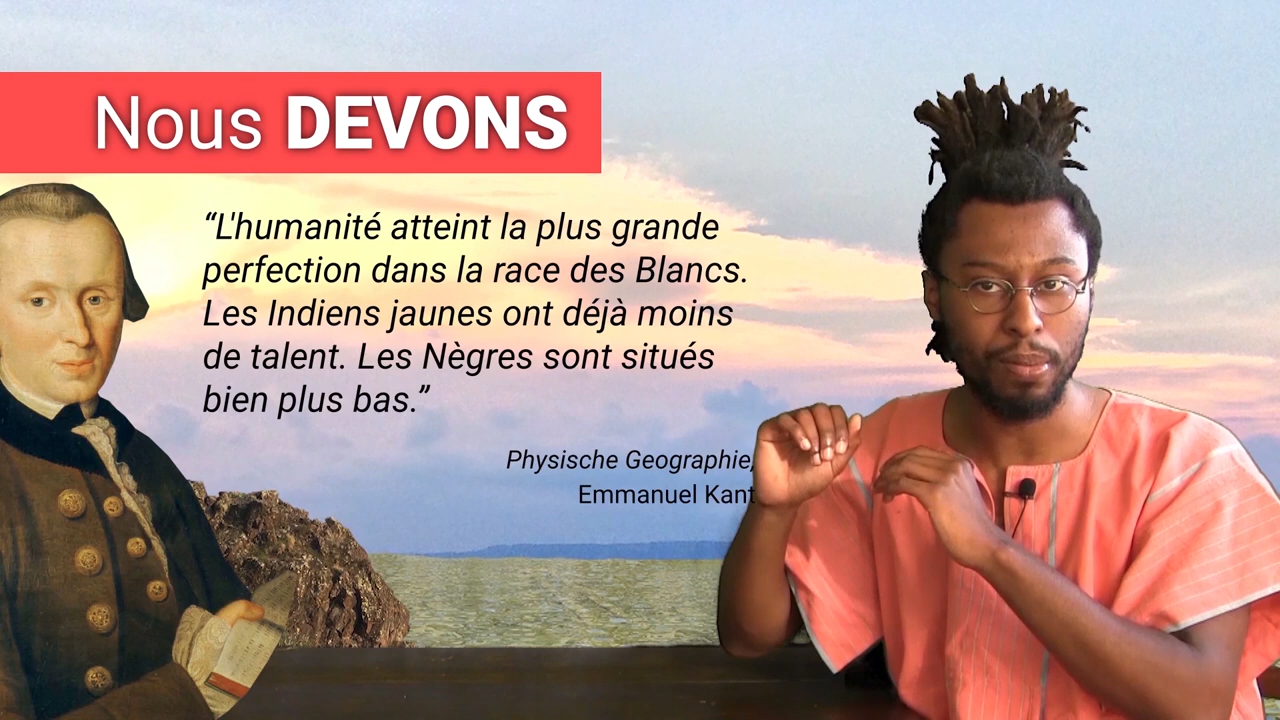 Nous DEVONS
“L'humanité atteint la plus grande
perfection dans la race des Blancs.
Les Indiens jaunes ont déjà moins
de talent. Les Nègres sont situés
bien plus bas.”
Physische Geographie,
Emmanuel Kant